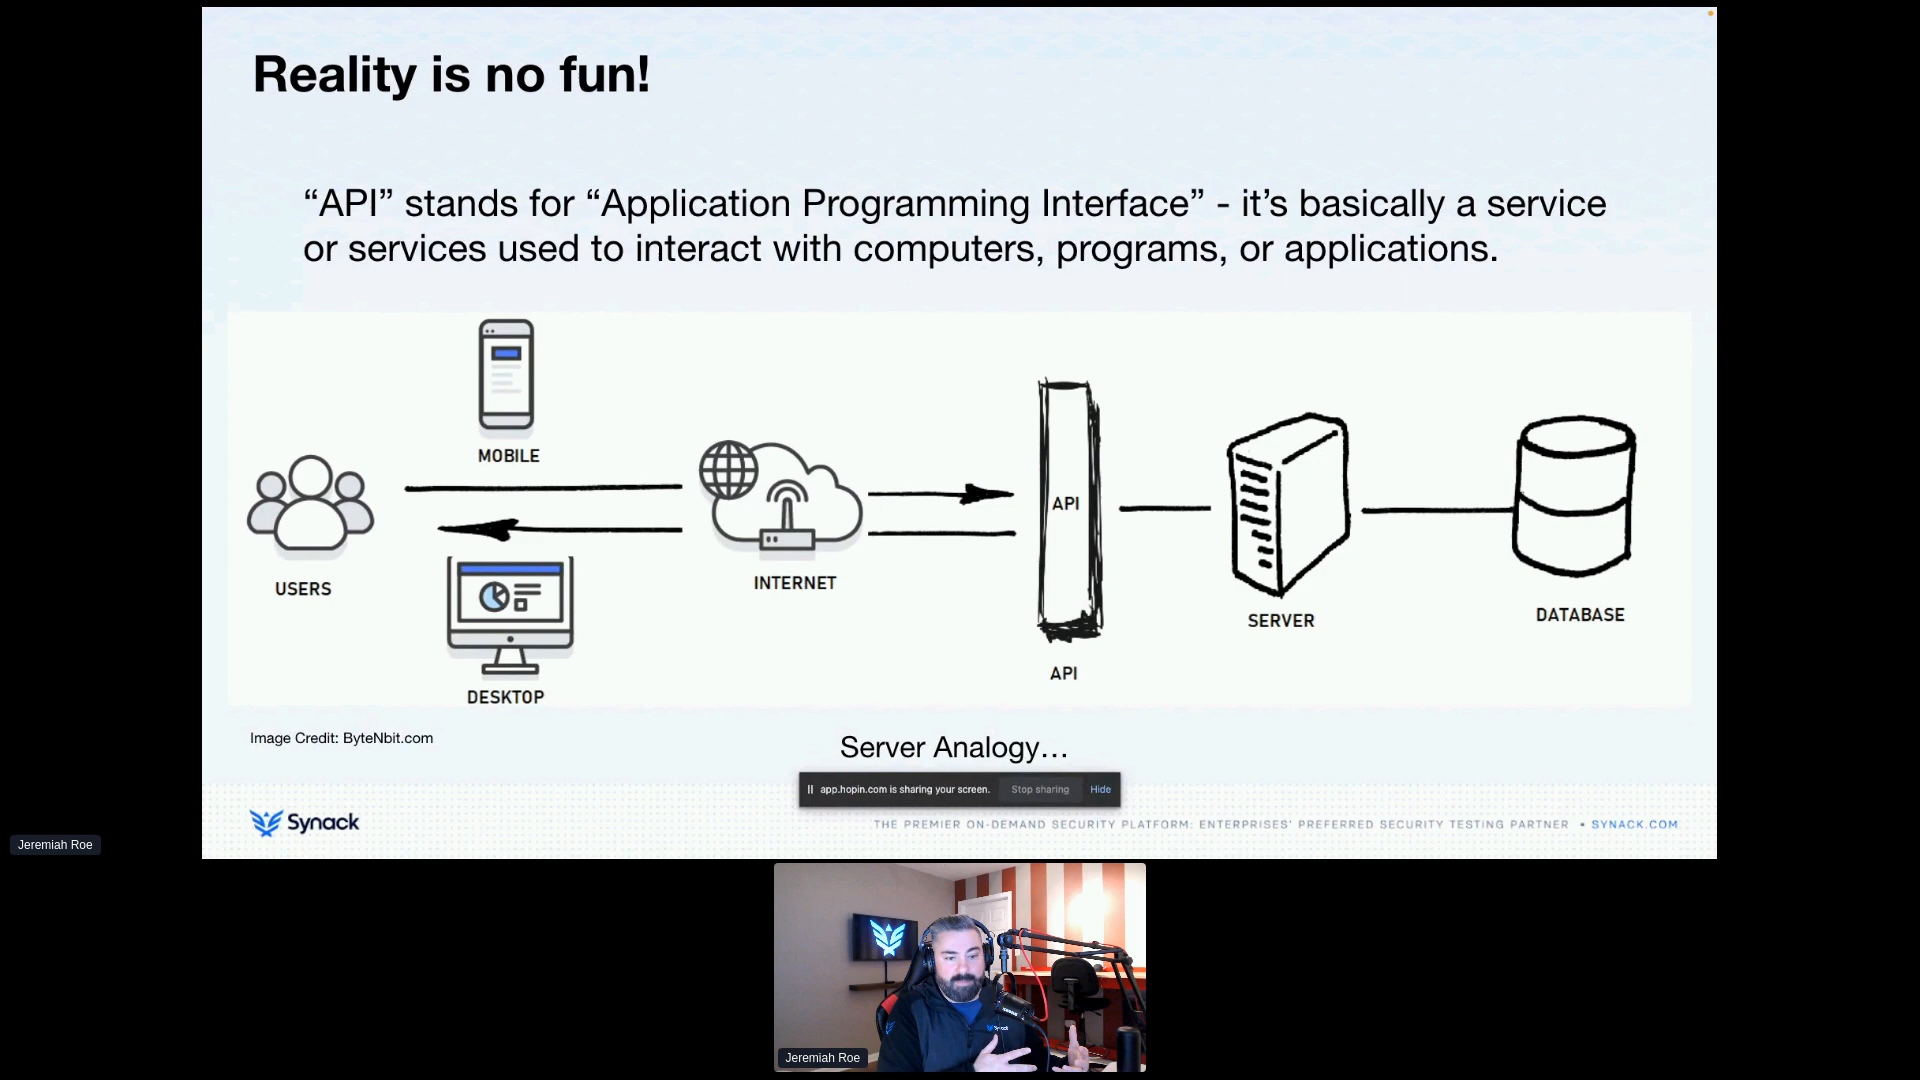 Reality is no fun!
“API” stands for “Application Programming Interface” - it’s basically a service
or services used to interact with computers, programs, or applications.
MOBILE
USERS
DESKTOP
INTERNET
API
API
SERVER
DATABASE
Image Credit: ByteNbit.com
Server Analogy…
app.hopin.com is sharing your screen. Stop sharing Hide
Synack
THE PREMIER ON-DEMAND SECURITY PLATFORM: ENTERPRISES' PREFERRED SECURITY TESTING PARTNER • SYNACK.COM
Jeremiah Roe
Synack
Jeremiah Roe